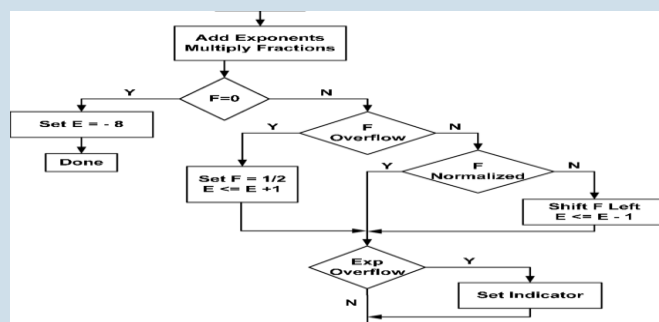 Add Exponents
Multiply Fractions
Y
F=0
N
Set E = - 8
Done
Y
F
Overflow
N
Set F = 1/2
E <= E +1
Y
F
Normalized
N
Shift F Left
E <= E - 1
Exp
Overflow
Y
N
Set Indicator